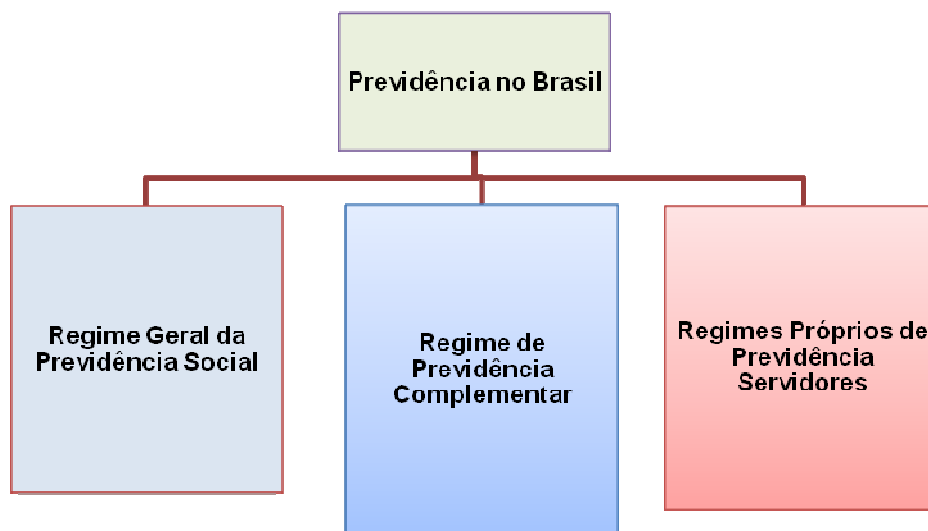 Previdência no Brasil
Regime Geral da
Previdência Social
Regime de
Previdência
Complementar
Regimes Próprios de
Previdência
Servidores